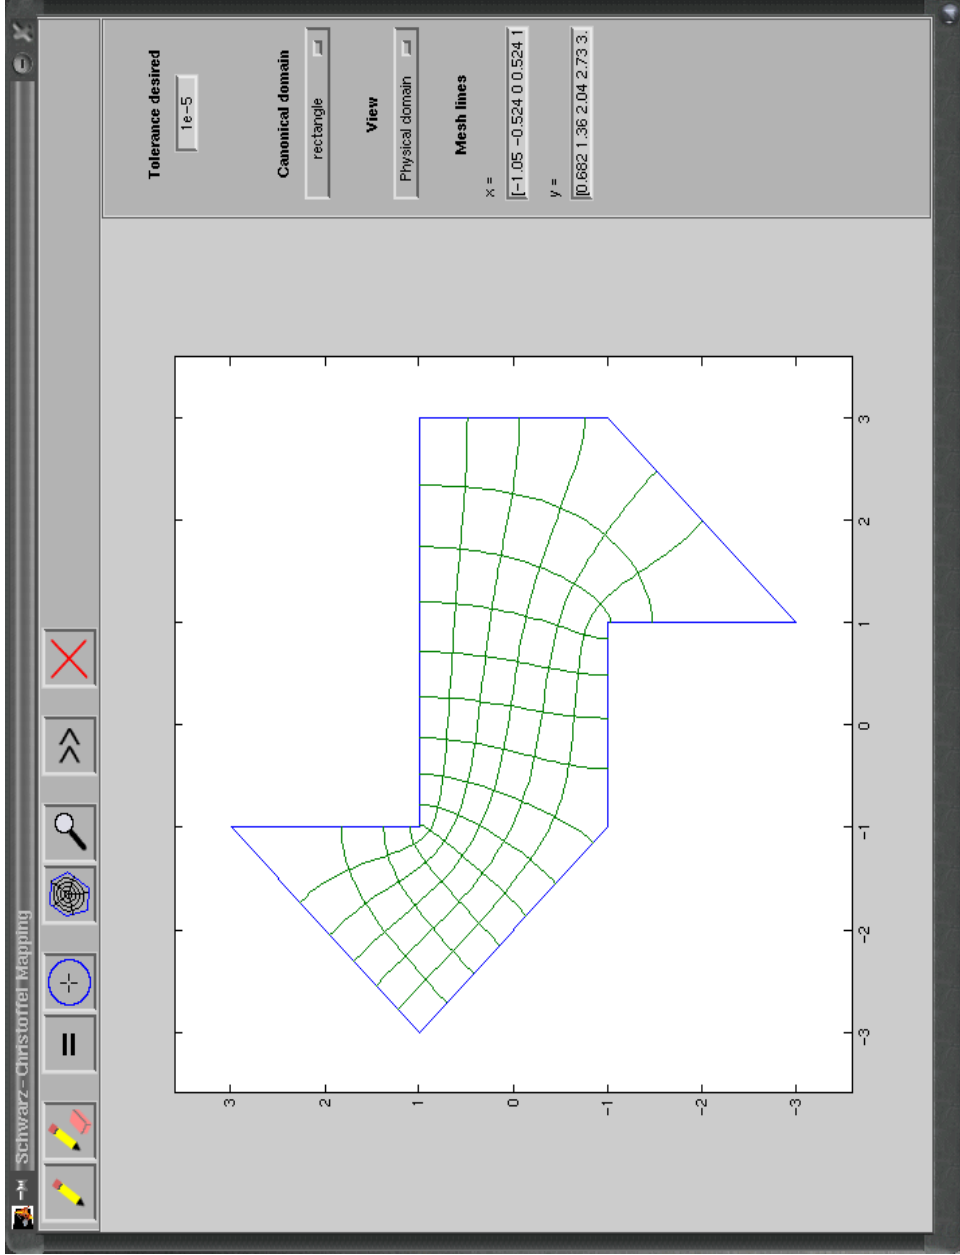 Schwarz-Christoffel Mapping
3
2
1
0
-1
-2
-3
-3
-2
-1
0
1
2
3
Tolerance desired
1e-5
Canonical domain
rectangle
View
Physical domain
Mesh lines
x =
[-1.05 -0.524 0 0.524 1
y =
[0.682 1.36 2.04 2.73 3.